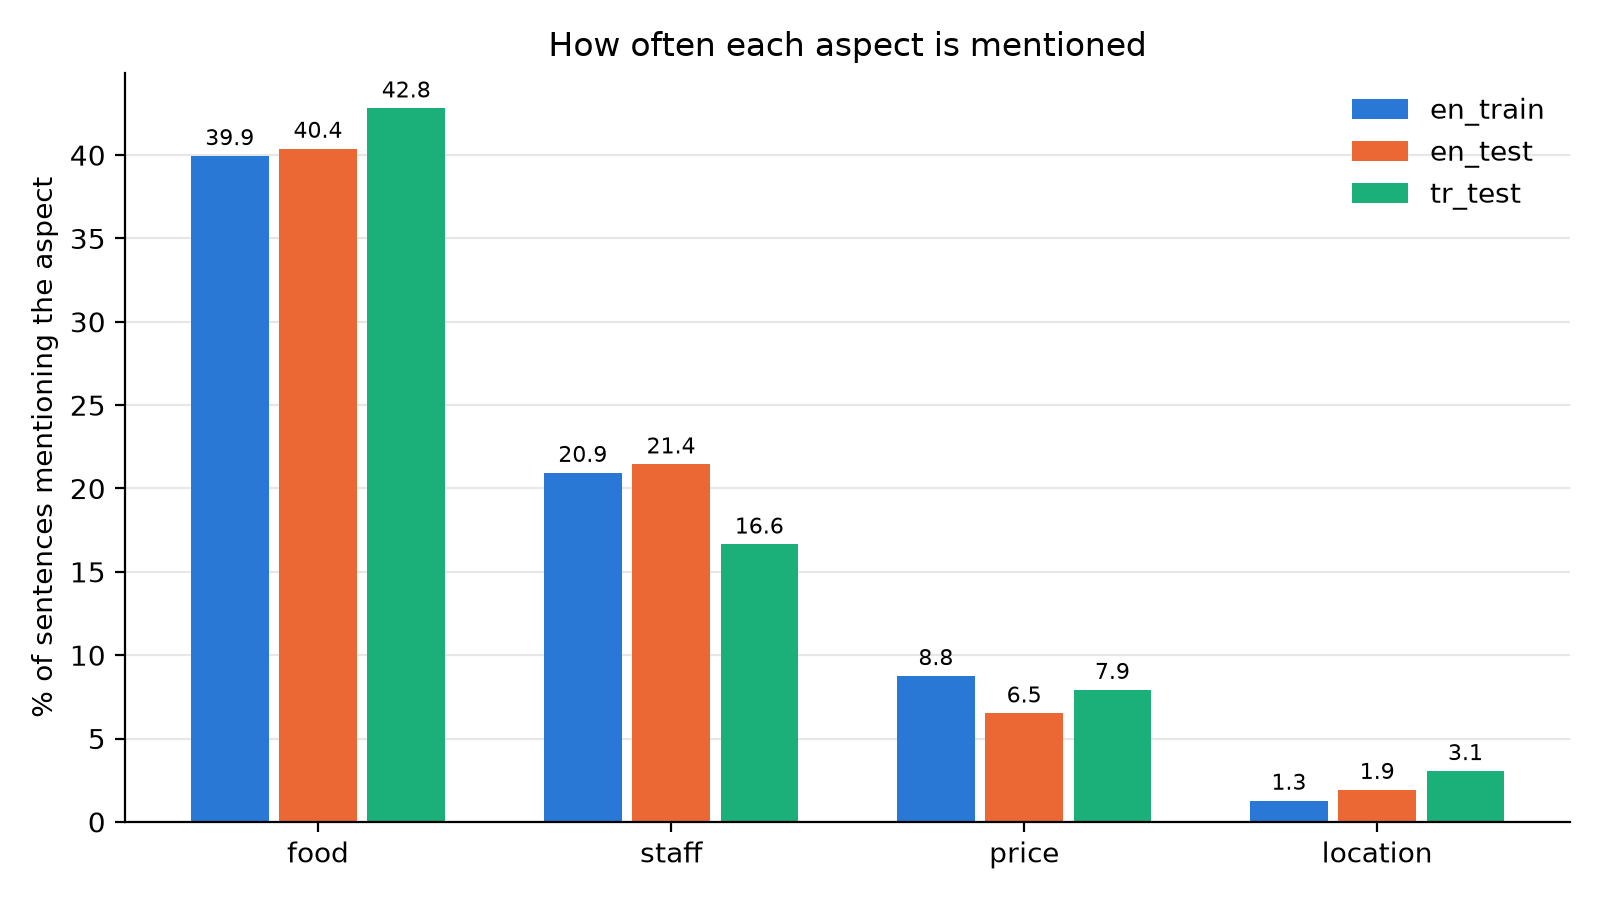 How often each aspect is mentioned
% of sentences mentioning the aspect
40
35
30
25
20
15
10
5
0
39.9
40.4
42.8
20.9
21.4
16.6
8.8
6.5
7.9
1.3
1.9
3.1
food
staff
price
location
en_train
en_test
tr_test